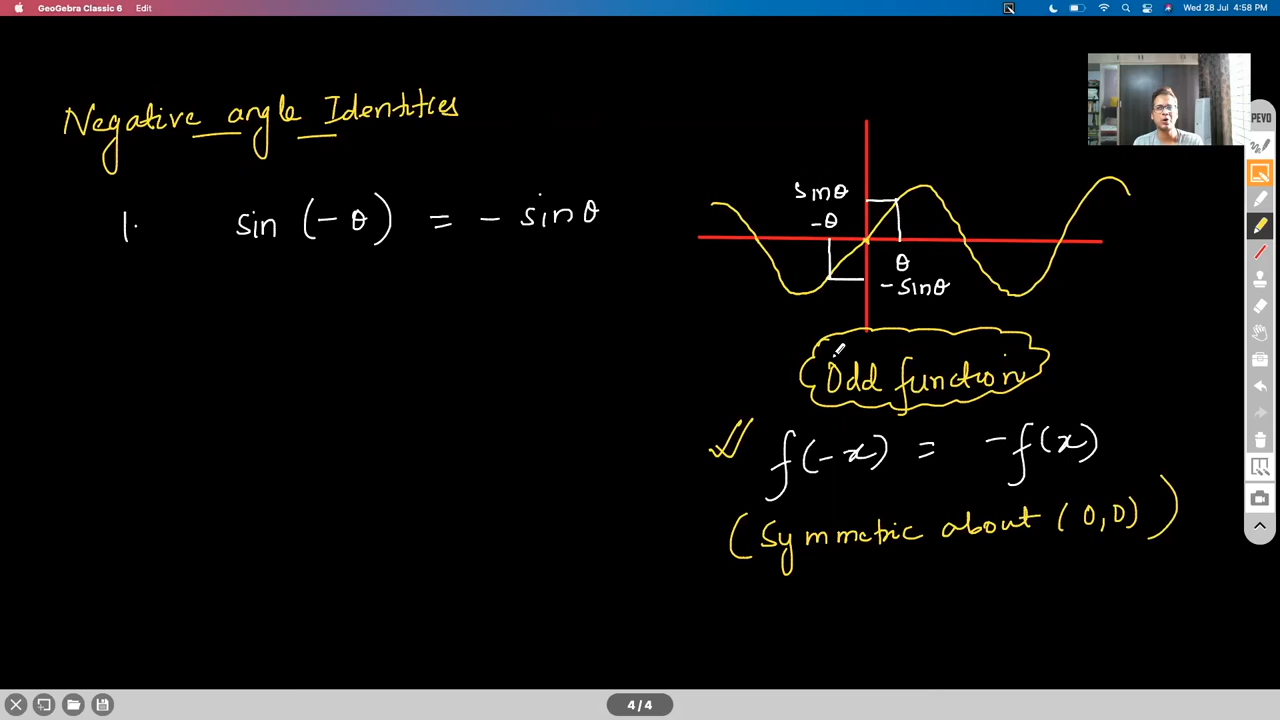 GeoGebra Classic 6 Edit
Wed 28 Jul 4:58 PM
Negative angle Identities
1. sin (-θ) = - sinθ
sinθ
-θ
θ
-sinθ
PEVO
Odd function
f(-x) = -f(x)
(Symmetric about (0,0))
4/4